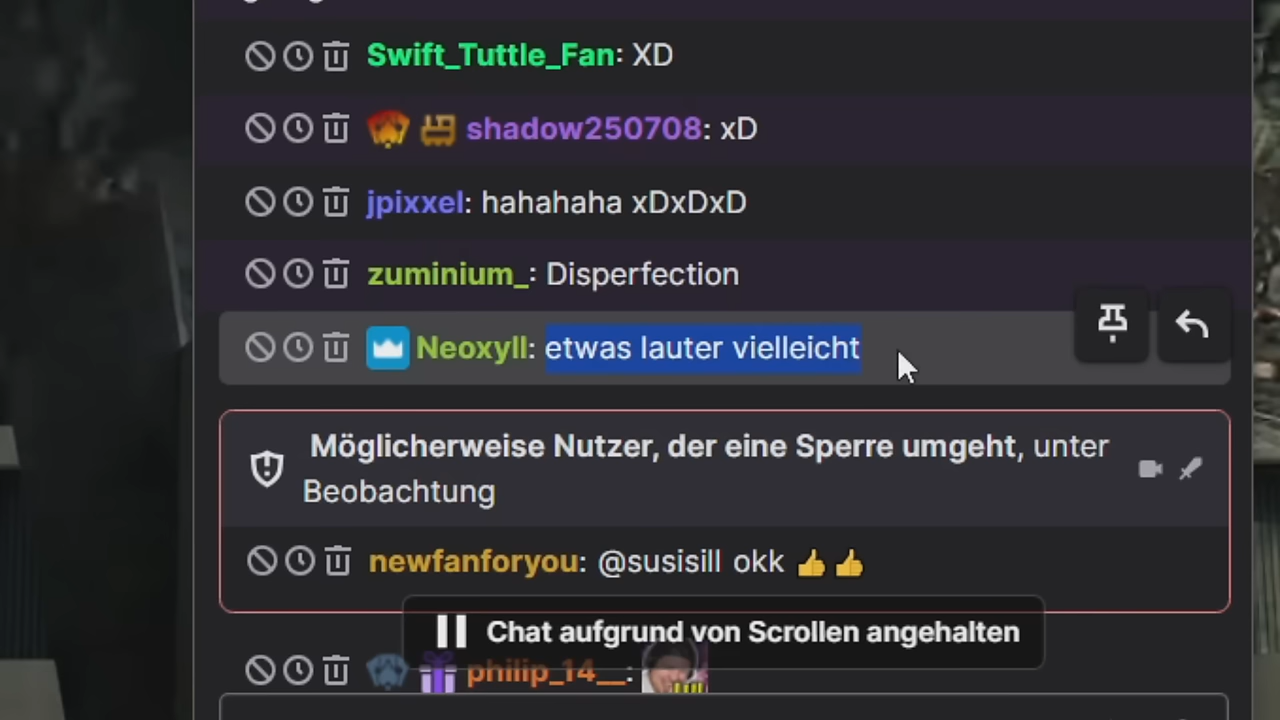 Swift_Tuttle_Fan: XD
shadow250708: xD
jpixxel: hahahaha xDxDxD
zuminium_: Disperfection
Neoxyll: etwas lauter vielleicht
Möglicherweise Nutzer, der eine Sperre umgeht, unter
Beobachtung
newfanforyou: @susisill okk 👍👍
Chat aufgrund von Scrollen angehalten
philip_14__: